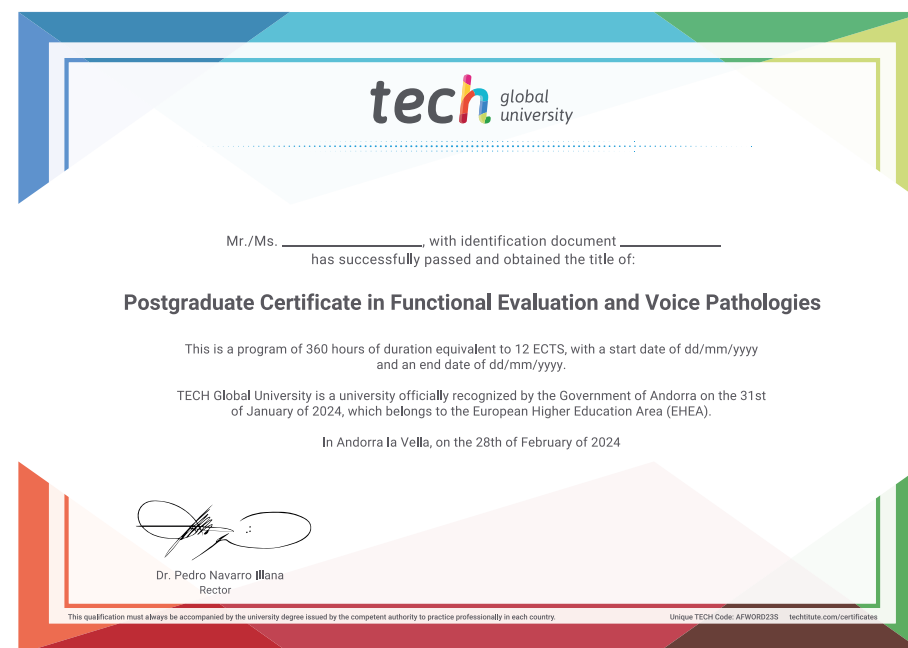 tech global university
Mr./Ms. ____________, with identification document ____________
has successfully passed and obtained the title of:
Postgraduate Certificate in Functional Evaluation and Voice Pathologies
This is a program of 360 hours of duration equivalent to 12 ECTS, with a start date of dd/mm/yyyy
and an end date of dd/mm/yyyy.
TECH Global University is a university officially recognized by the Government of Andorra on the 31st
of January of 2024, which belongs to the European Higher Education Area (EHEA).
In Andorra la Vella, on the 28th of February of 2024
Dr. Pedro Navarro Illana
Rector
This qualification must always be accompanied by the university degree issued by the competent authority to practice professionally in each country.
Unique TECH Code: AFWORD23S techtitute.com/certificates